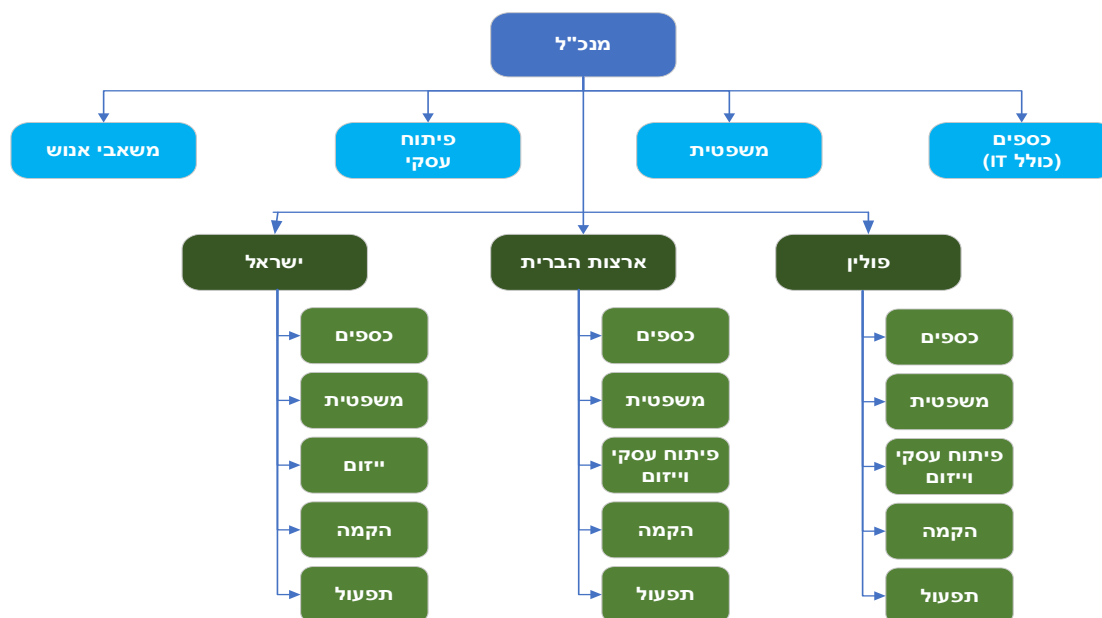 מנכ"ל
כספים
(כולל IT)
משפטית
פיתוח
עסקי
משאבי אנוש
פולין
ארצות הברית
ישראל
כספים
משפטית
פיתוח עסקי
וייזום
הקמה
תפעול
כספים
משפטית
פיתוח עסקי
וייזום
הקמה
תפעול
כספים
משפטית
ייזום
הקמה
תפעול